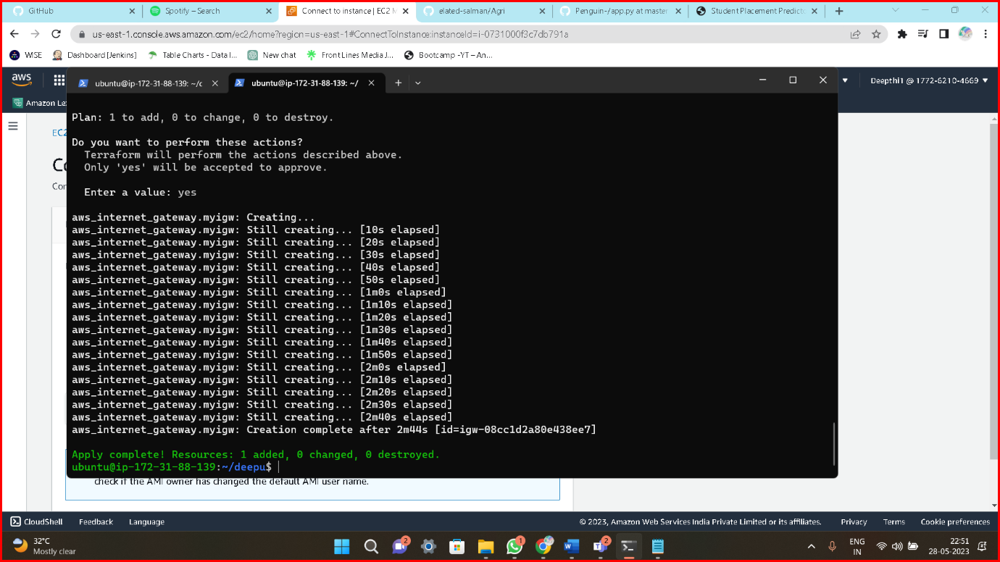 GitHub
Spotify – Search
Connect to instance | EC2 M
elated-salman/Agri
Penguin-/app.py at master
Student Placement Predicto
us-east-1.console.aws.amazon.com/ec2/home?region=us-east-1#ConnectToInstance:instanceId=i-0731000f3c7db791a
WISE
Dashboard [Jenkins]
Table Charts - Data I...
New chat
Front Lines Media J...
Bootcamp -YT – An...
aws
Deepthi1 @ 1772-6210-4669
Amazon Lex
ubuntu@ip-172-31-88-139: ~/d
ubuntu@ip-172-31-88-139: ~/
EC2
Co
Con
Plan: 1 to add, 0 to change, 0 to destroy.
Do you want to perform these actions?
Terraform will perform the actions described above.
Only 'yes' will be accepted to approve.
Enter a value: yes
aws_internet_gateway.myigw: Creating...
aws_internet_gateway.myigw: Still creating... [10s elapsed]
aws_internet_gateway.myigw: Still creating... [20s elapsed]
aws_internet_gateway.myigw: Still creating... [30s elapsed]
aws_internet_gateway.myigw: Still creating... [40s elapsed]
aws_internet_gateway.myigw: Still creating... [50s elapsed]
aws_internet_gateway.myigw: Still creating... [1m0s elapsed]
aws_internet_gateway.myigw: Still creating... [1m10s elapsed]
aws_internet_gateway.myigw: Still creating... [1m20s elapsed]
aws_internet_gateway.myigw: Still creating... [1m30s elapsed]
aws_internet_gateway.myigw: Still creating... [1m40s elapsed]
aws_internet_gateway.myigw: Still creating... [1m50s elapsed]
aws_internet_gateway.myigw: Still creating... [2m0s elapsed]
aws_internet_gateway.myigw: Still creating... [2m10s elapsed]
aws_internet_gateway.myigw: Still creating... [2m20s elapsed]
aws_internet_gateway.myigw: Still creating... [2m30s elapsed]
aws_internet_gateway.myigw: Still creating... [2m40s elapsed]
aws_internet_gateway.myigw: Creation complete after 2m44s [id=igw-08cc1d2a80e438ee7]
Apply complete! Resources: 1 added, 0 changed, 0 destroyed.
ubuntu@ip-172-31-88-139:~/deepu$
check if the AMI owner has changed the default AMI user name.
CloudShell
Feedback
Language
© 2023, Amazon Web Services India Private Limited or its affiliates.
Privacy
Terms
Cookie preferences
32°C
Mostly clear
2
1
2
ENG
IN
22:51
28-05-2023